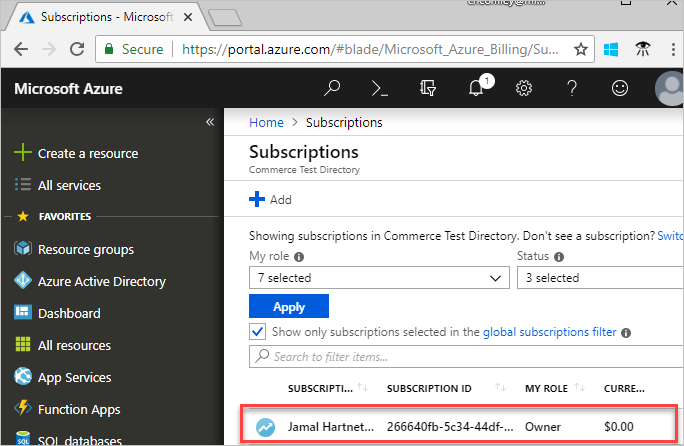 Subscriptions - Microsoft
Secure
https://portal.azure.com/#blade/Microsoft_Azure_Billing/Su...
Microsoft Azure
1
Create a resource
All services
FAVORITES
Resource groups
Azure Active Directory
Dashboard
All resources
App Services
Function Apps
SQL databases
Home > Subscriptions
Subscriptions
Commerce Test Directory
Add
Showing subscriptions in Commerce Test Directory. Don't see a subscription? Switc
My role
Status
7 selected
3 selected
Apply
Show only subscriptions selected in the global subscriptions filter
Search to filter items...
SUBSCRIPTI... SUBSCRIPTION ID MY ROLE CURRE...
Jamal Hartnet... 266640fb-5c34-44df-... Owner $0.00